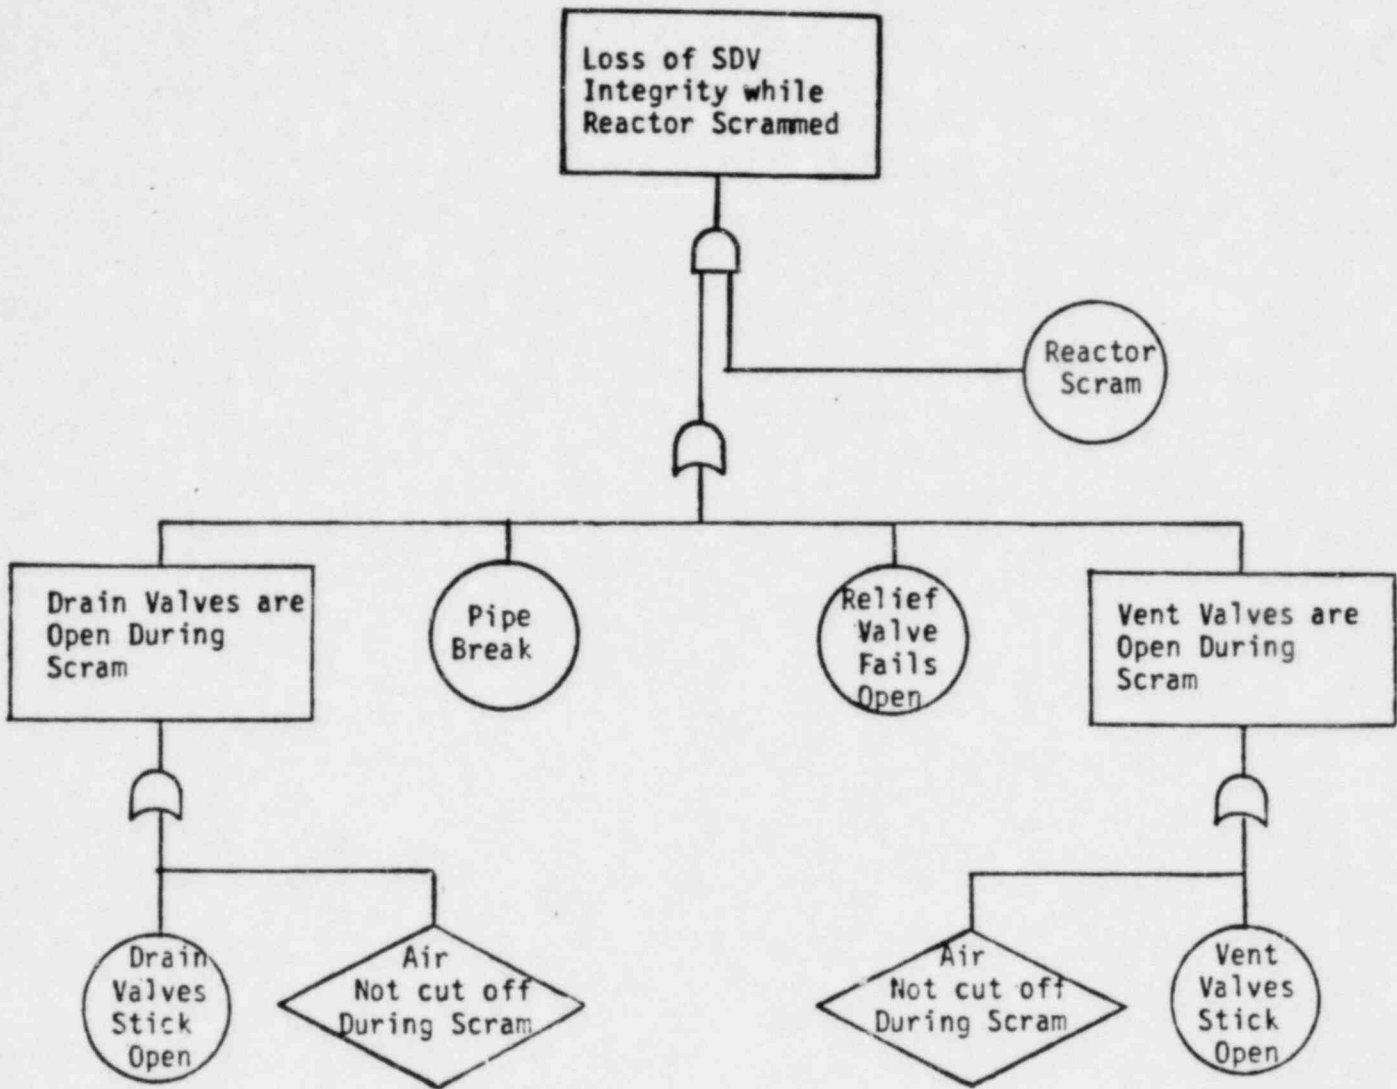 Loss of SDV
Integrity while
Reactor Scrammed
Reactor
Scram
Drain Valves are
Open During
Scram
Pipe
Break
Relief
Valve
Fails
Open
Vent Valves are
Open During
Scram
Drain
Valves
Stick
Open
Air
Not cut off
During Scram
Air
Not cut off
During Scram
Vent
Valves
Stick
Open